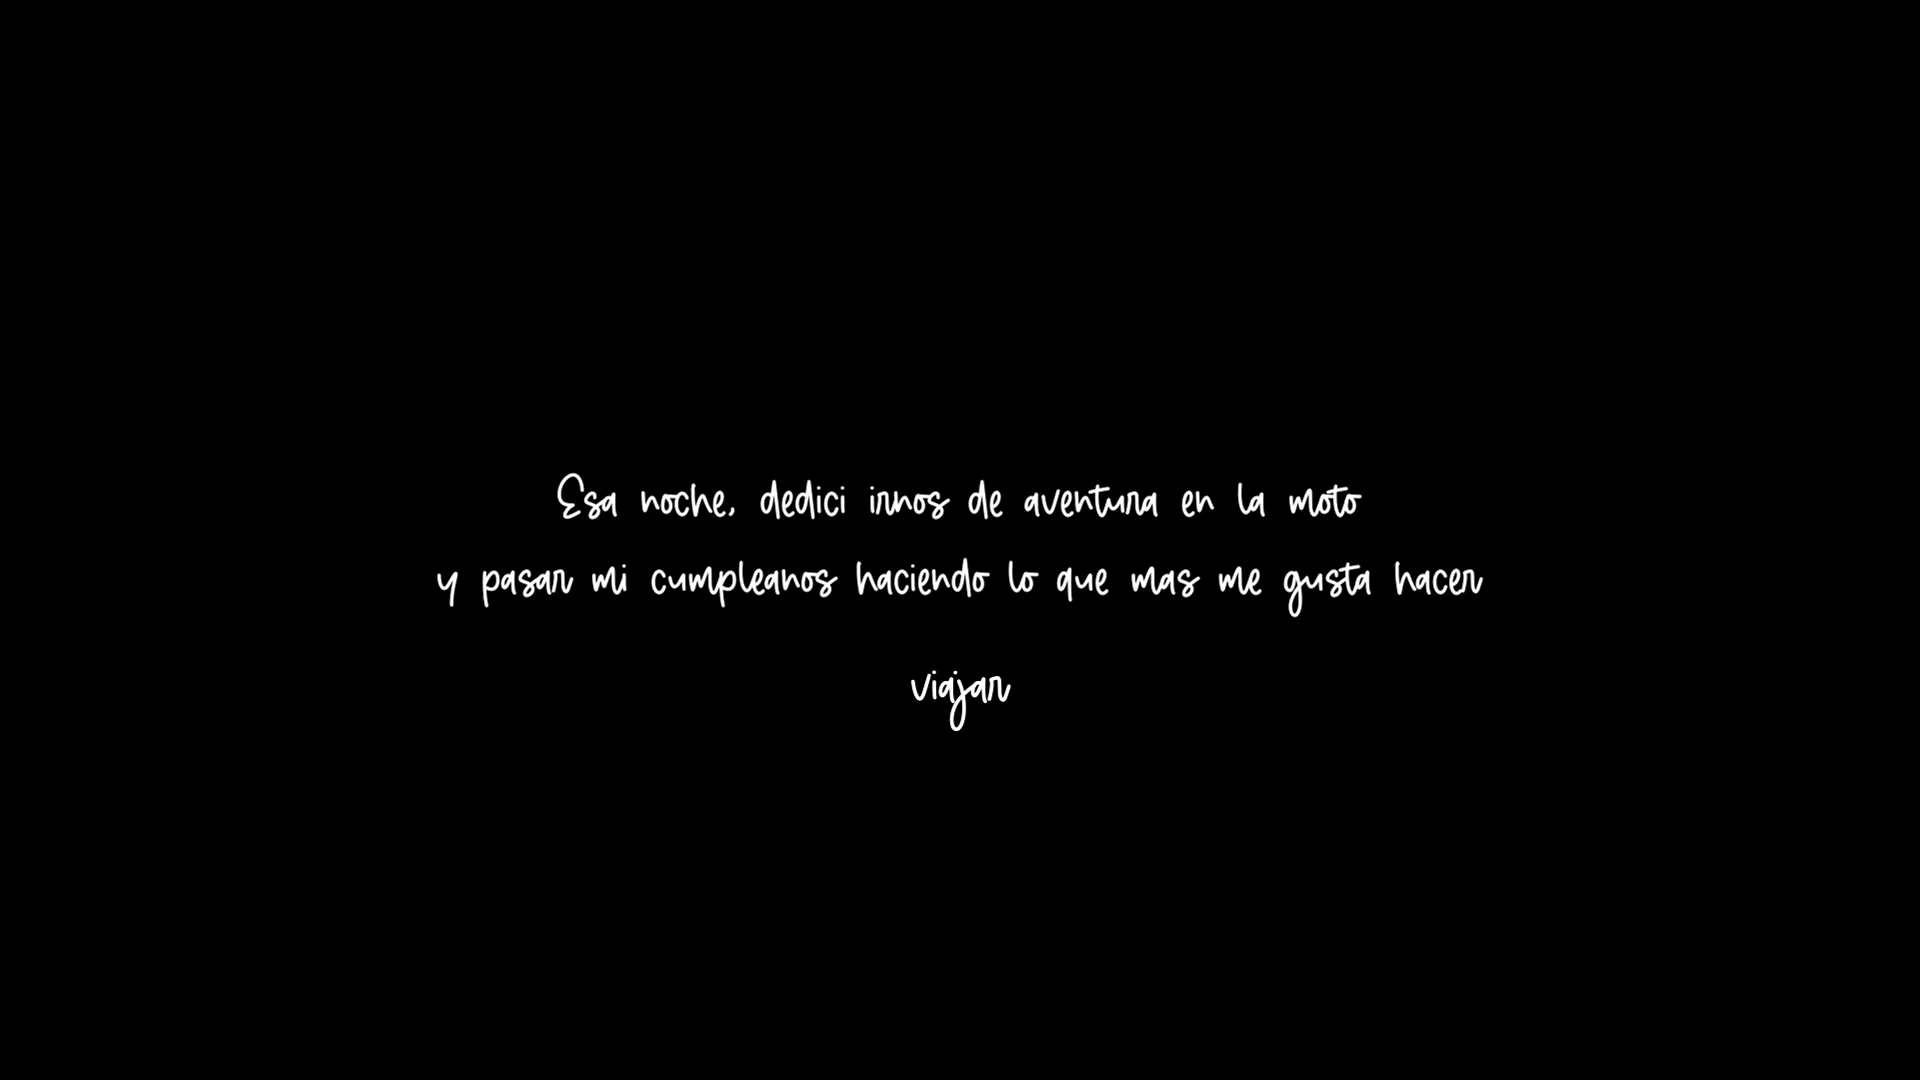 Esa noche, dedici irnos de aventura en la moto
y pasar mi cumpleanos haciendo lo que mas me gusta hacer
viajar